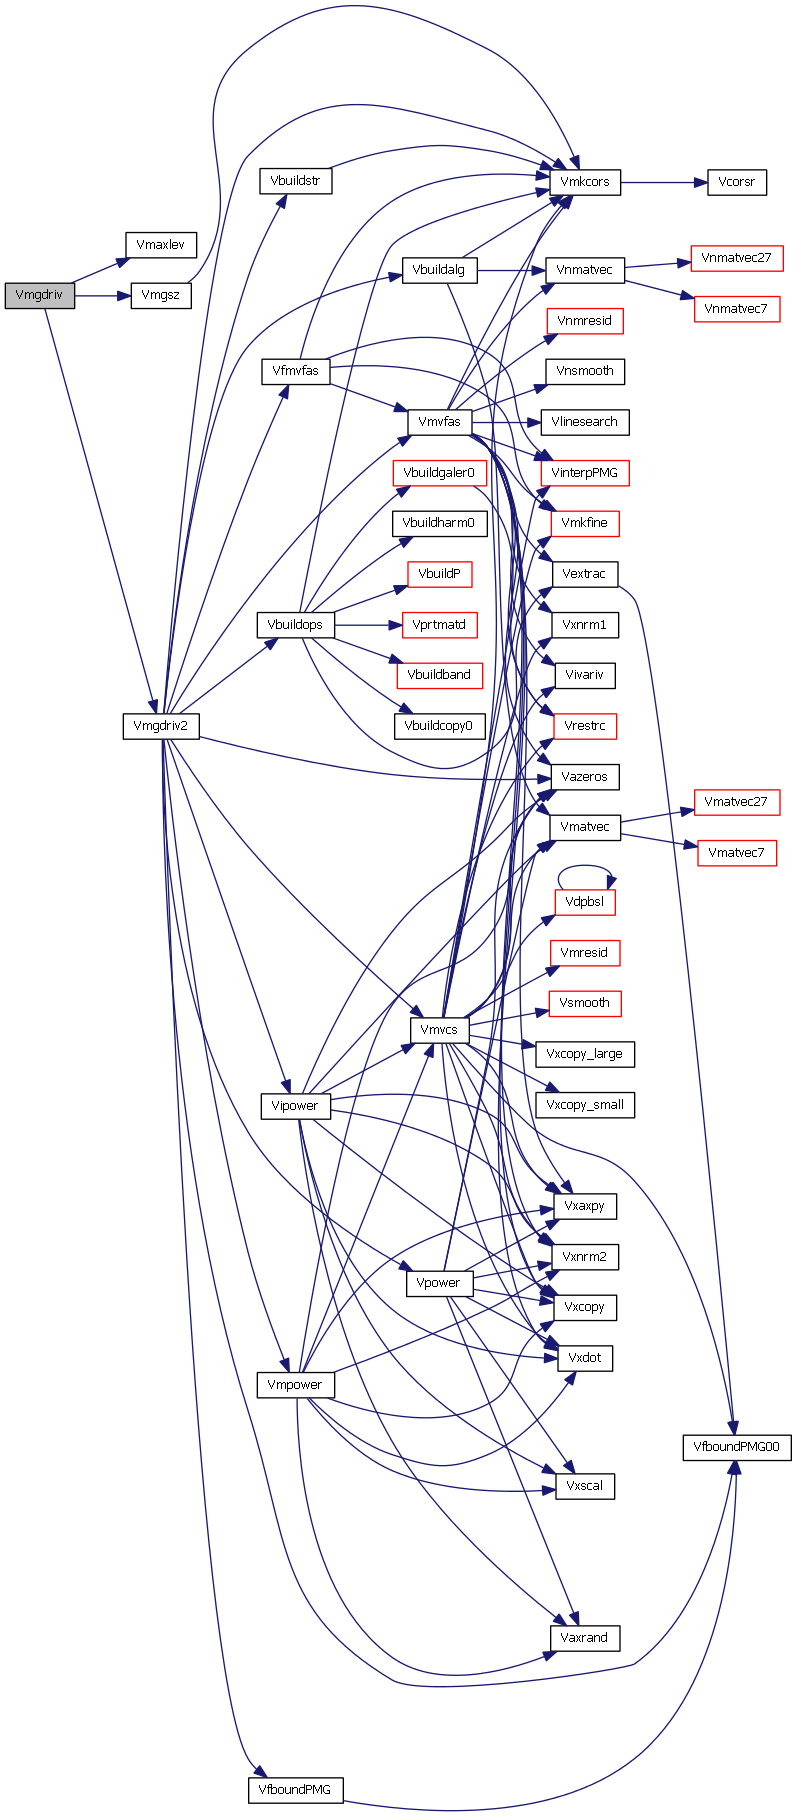 Vmkcors
Vbuildstr
Vcorsr
Vmaxlev
Vnmatvec27
Vbuildalg
Vnmatvec
Vmgdriv
Vmgsz
Vnmatvec7
Vnmresid
Vfmvfas
Vnsmooth
Vmvfas
Vlinesearch
Vbuildgaler0
VinterpPMG
Vbuildharm0
Vmkfine
VbuildP
Vextrac
Vbuildops
Vprtmatd
Vxnrm1
Vbuildband
Vivariv
Vmgdriv2
Vbuildcopy0
Vrestrc
Vazeros
Vmatvec27
Vmatvec
Vmatvec7
Vdpbsl
Vmresid
Vsmooth
Vmvcs
Vxcopy_large
Vipower
Vxcopy_small
Vxaxpy
Vxnrm2
Vpower
Vxcopy
Vxdot
Vmpower
VfboundPMG00
Vxscal
Vaxrand
VfboundPMG